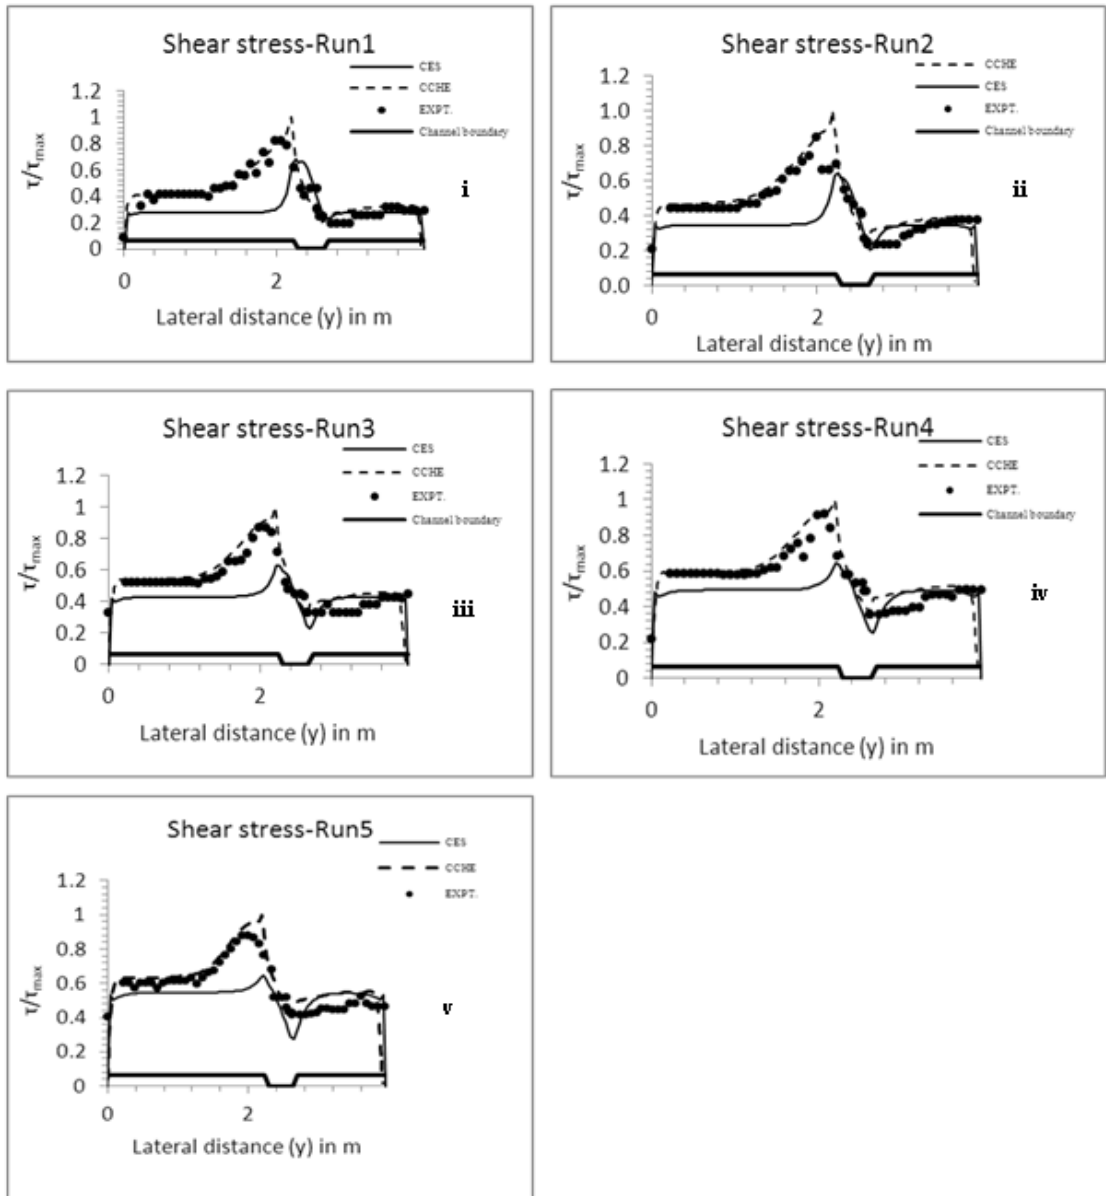 Shear stress-Run1
CES
CCHE
EXPT.
Channel boundary
1.2
1
0.8
0.6
0.4
0.2
0
τ/τmax
i
0
2
Lateral distance (y) in m
Shear stress-Run2
CCHE
CES
EXPT.
Channel boundary
1.2
1.0
0.8
0.6
0.4
0.2
0.0
τ/τmax
ii
0
2
Lateral distance (y) in m
Shear stress-Run3
CES
CCHE
EXPT.
Channel boundary
1.2
1
0.8
0.6
0.4
0.2
0
τ/τmax
iii
0
2
Lateral distance (y) in m
Shear stress-Run4
CES
CCHE
EXPT.
Channel boundary
1.2
1
0.8
0.6
0.4
0.2
0
τ/τmax
iv
0
2
Lateral distance (y) in m
Shear stress-Run5
CES
CCHE
EXPT.
1.2
1
0.8
0.6
0.4
0.2
0
τ/τmax
v
0
2
Lateral distance (y) in m